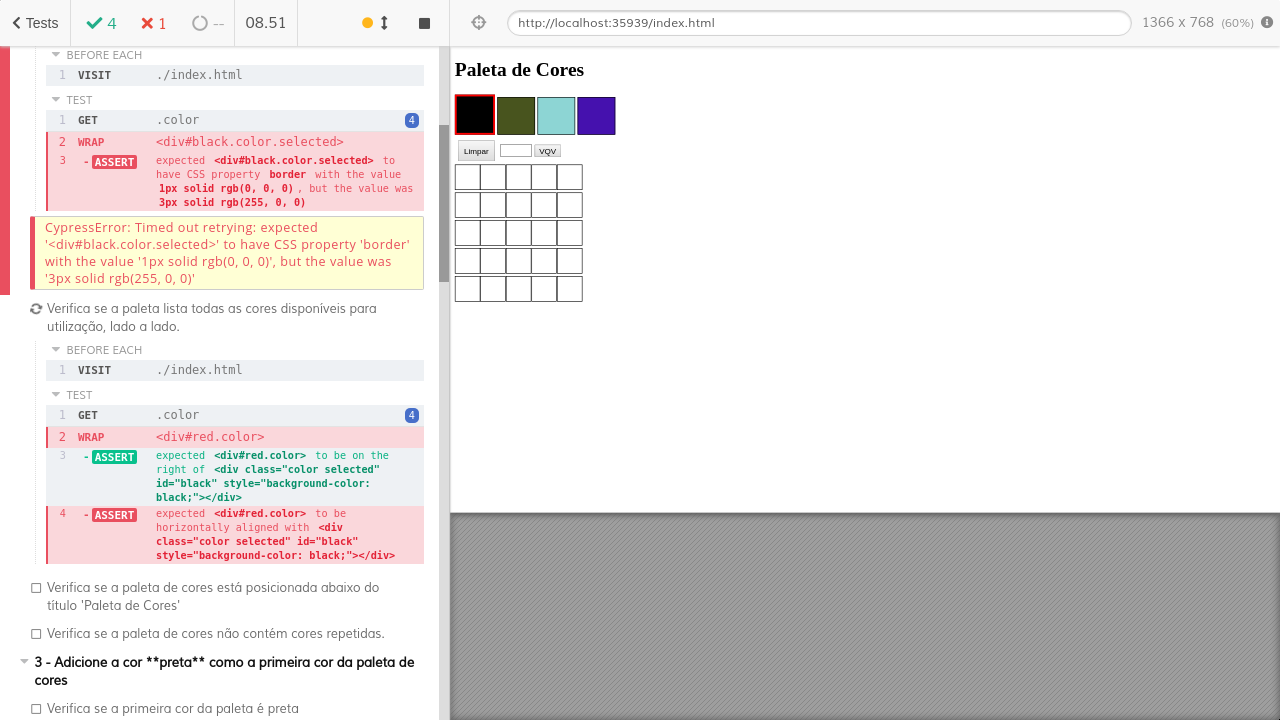 Tests
4
1
--
08.51
http://localhost:35939/index.html
1366 x 768 (60%)
BEFORE EACH
1 VISIT ./index.html
TEST
1 GET .color 4
2 WRAP <div#black.color.selected>
3 - ASSERT expected <div#black.color.selected> to
have CSS property border with the value
1px solid rgb(0, 0, 0) , but the value was
3px solid rgb(255, 0, 0)
CypressError: Timed out retrying: expected
'<div#black.color.selected>' to have CSS property 'border'
with the value '1px solid rgb(0, 0, 0)', but the value was
'3px solid rgb(255, 0, 0)'
Verifica se a paleta lista todas as cores disponíveis para
utilização, lado a lado.
BEFORE EACH
1 VISIT ./index.html
TEST
1 GET .color 4
2 WRAP <div#red.color>
3 - ASSERT expected <div#red.color> to be on the
right of <div class="color selected"
id="black" style="background-color:
black;"></div>
4 - ASSERT expected <div#red.color> to be
horizontally aligned with <div
class="color selected" id="black"
style="background-color: black;"></div>
Verifica se a paleta de cores está posicionada abaixo do
título 'Paleta de Cores'
Verifica se a paleta de cores não contém cores repetidas.
3 - Adicione a cor **preta** como a primeira cor da paleta de
cores
Verifica se a primeira cor da paleta é preta
Paleta de Cores
Limpar
VQV